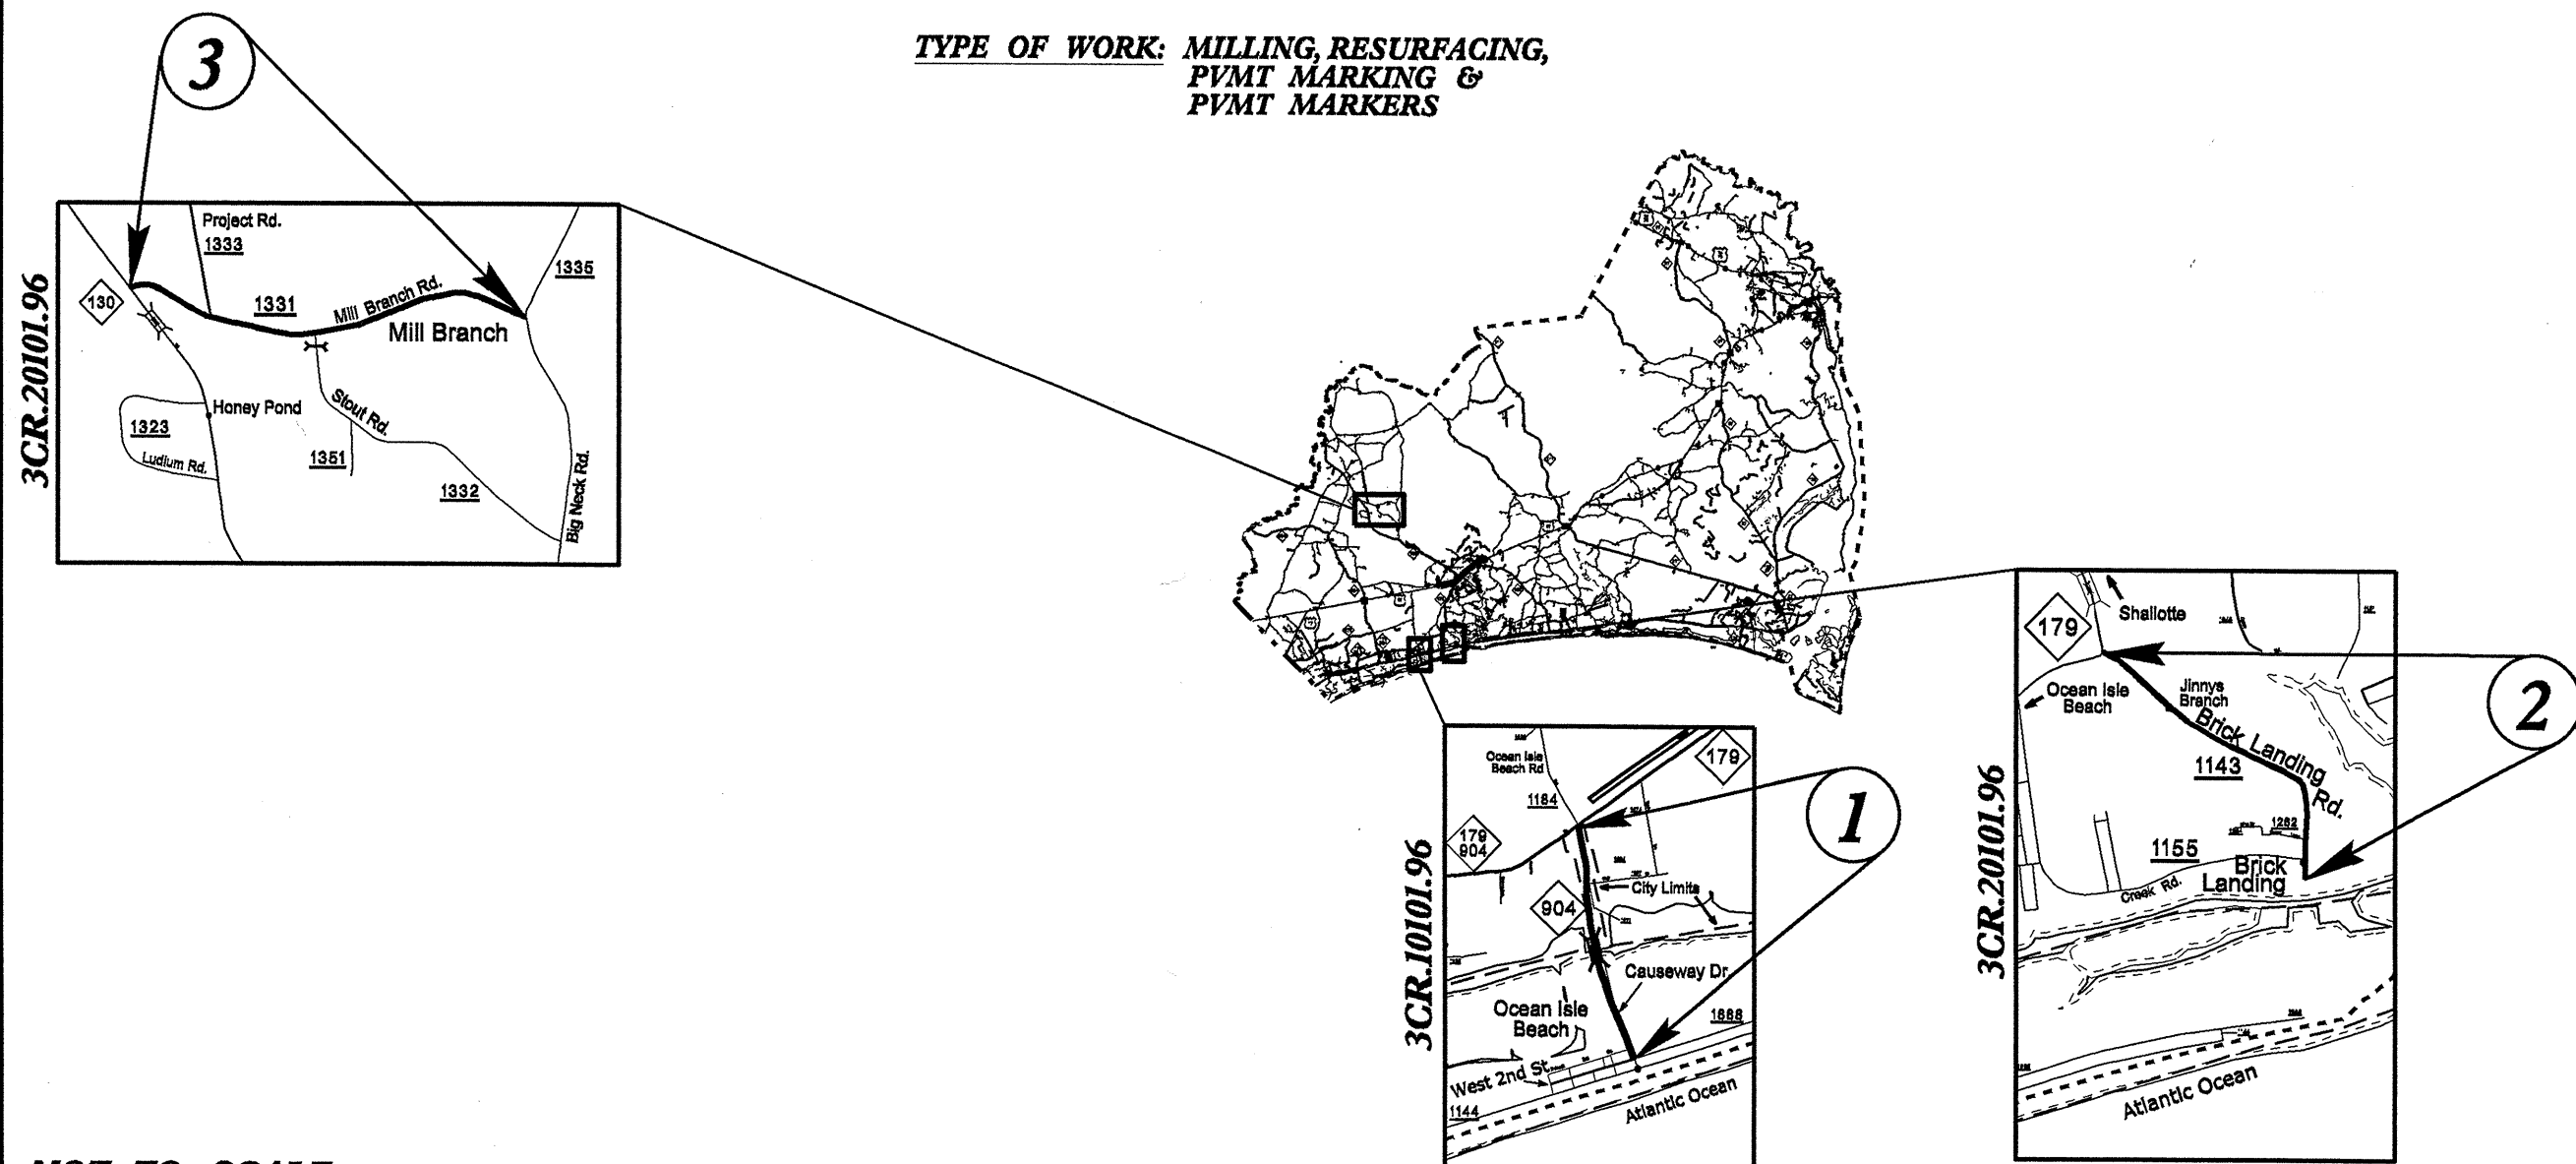 TYPE OF WORK: MILLING, RESURFACING,
PVMT MARKING &
PVMT MARKERS
3
3CR.20101.96
Project Rd.
1333
1335
130
1331
Mill Branch Rd.
Mill Branch
Honey Pond
1323
Ludlum Rd.
Stout Rd.
1351
1332
Big Neck Rd.
2
3CR.20101.96
Shallotte
179
Ocean Isle
Beach
Jinnys
Branch
Brick Landing
Rd.
1143
1262
1155
Brick
Landing
Creek Rd.
Atlantic Ocean
1
3CR.10101.96
Ocean Isle
Beach Rd
179
1184
179
904
City Limits
904
Causeway Dr.
Ocean Isle
Beach
1888
West 2nd St.
1144
Atlantic Ocean